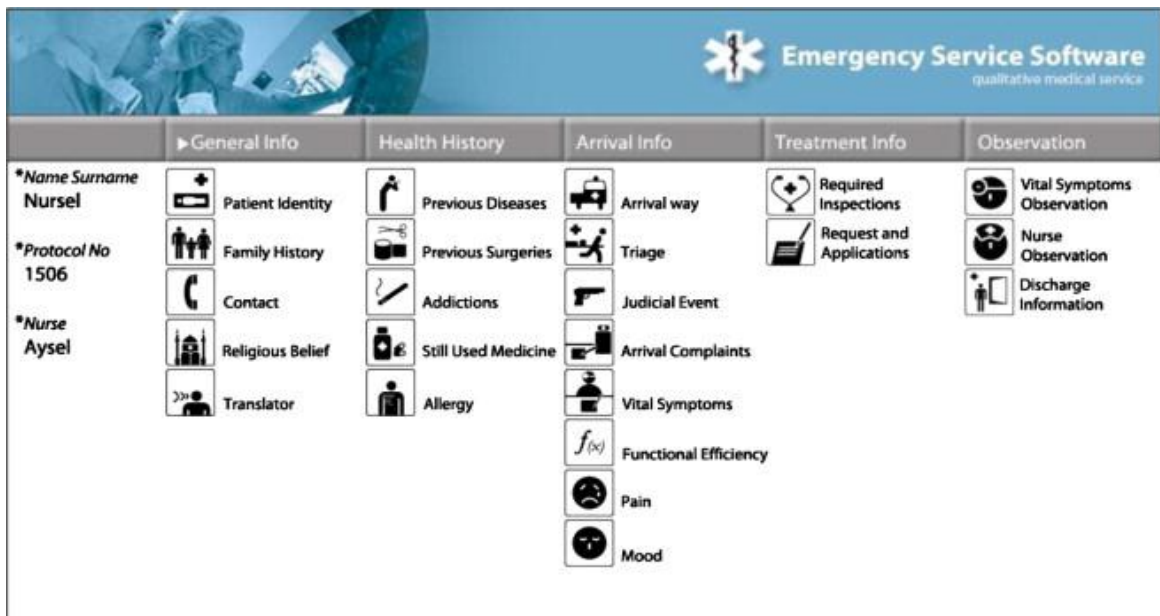 Emergency Service Software
qualitative medical service
▶General Info
Health History
Arrival Info
Treatment Info
Observation
*Name Surname
Nursel
*Protocol No
1506
*Nurse
Aysel
Patient Identity
Family History
Contact
Religious Belief
Translator
Previous Diseases
Previous Surgeries
Addictions
Still Used Medicine
Allergy
Arrival way
Triage
Judicial Event
Arrival Complaints
Vital Symptoms
f(x)
Functional Efficiency
Pain
Mood
Required
Inspections
Request and
Applications
Vital Symptoms
Observation
Nurse
Observation
Discharge
Information